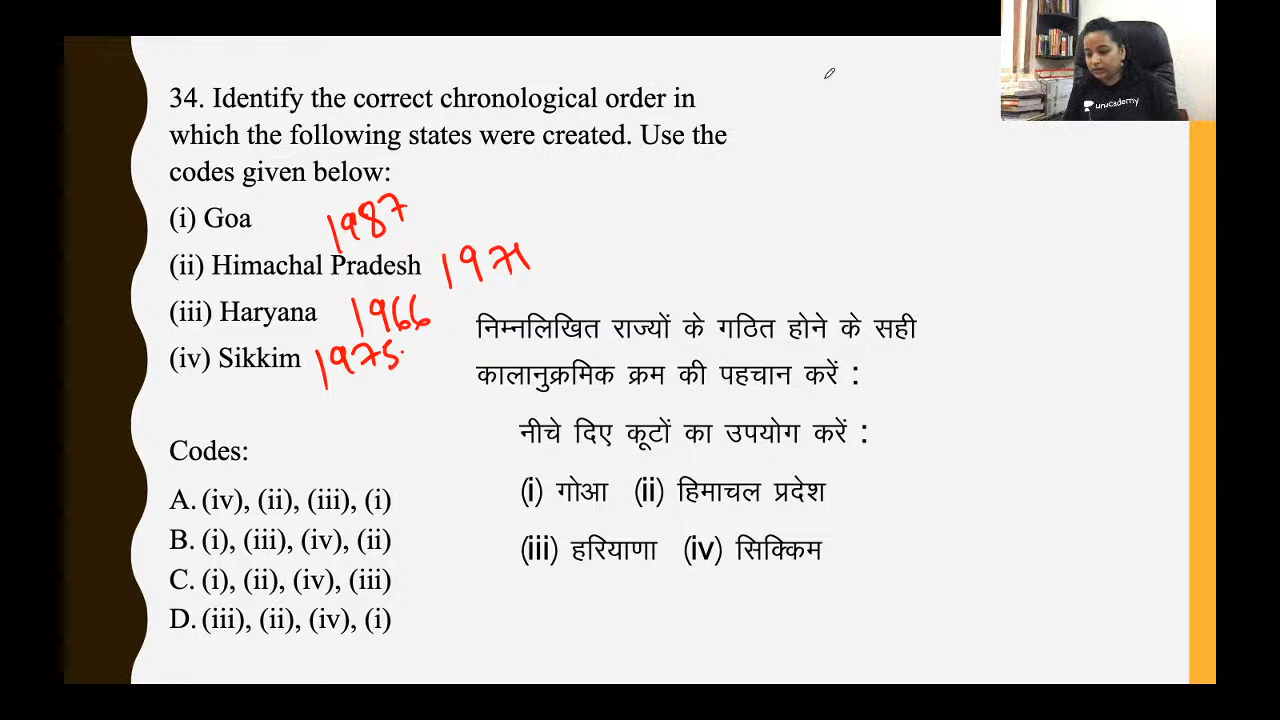 34. Identify the correct chronological order in
which the following states were created. Use the
codes given below:
(i) Goa 1987
(ii) Himachal Pradesh 1971
(iii) Haryana 1966
(iv) Sikkim 1975
निम्नलिखित राज्यों के गठित होने के सही
कालानुक्रमिक क्रम की पहचान करें :
नीचे दिए कूटों का उपयोग करें :
(i) गोआ (ii) हिमाचल प्रदेश
(iii) हरियाणा (iv) सिक्किम
Codes:
A. (iv), (ii), (iii), (i)
B. (i), (iii), (iv), (ii)
C. (i), (ii), (iv), (iii)
D. (iii), (ii), (iv), (i)
unacademy